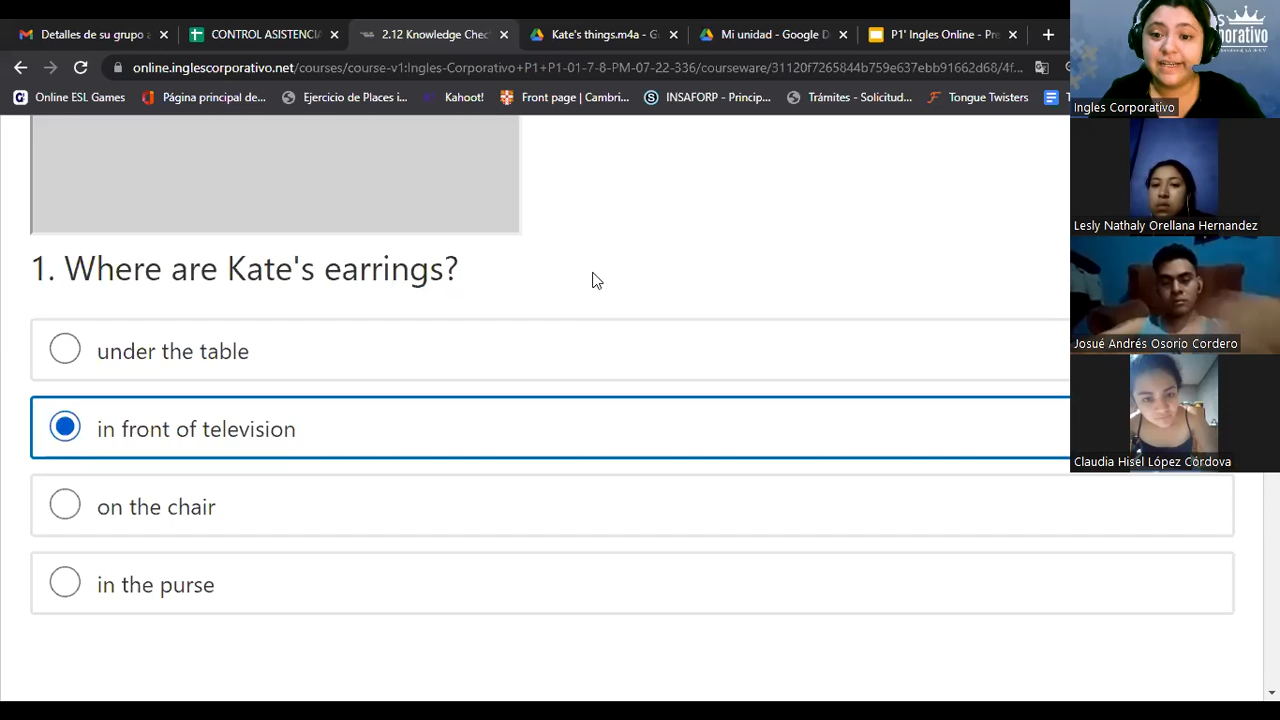 Detalles de su grupo a
CONTROL ASISTENCIA
2.12 Knowledge Chec
Kate's things.m4a - G
Mi unidad - Google D
P1' Ingles Online - Pre
online.inglescorporativo.net/courses/course-v1:Ingles-Corporativo+P1+P1-01-7-8-PM-07-22-336/courseware/31120f7265844b759e637ebb91662d68/4f...
Online ESL Games
Página principal de...
Ejercicio de Places i...
Kahoot!
Front page | Cambri...
INSAFORP - Princip...
Trámites - Solicitud...
Tongue Twisters
Ingles Corporativo
Lesly Nathaly Orellana Hernandez
Josué Andrés Osorio Cordero
Claudia Hisel López Córdova
1. Where are Kate's earrings?
under the table
in front of television
on the chair
in the purse